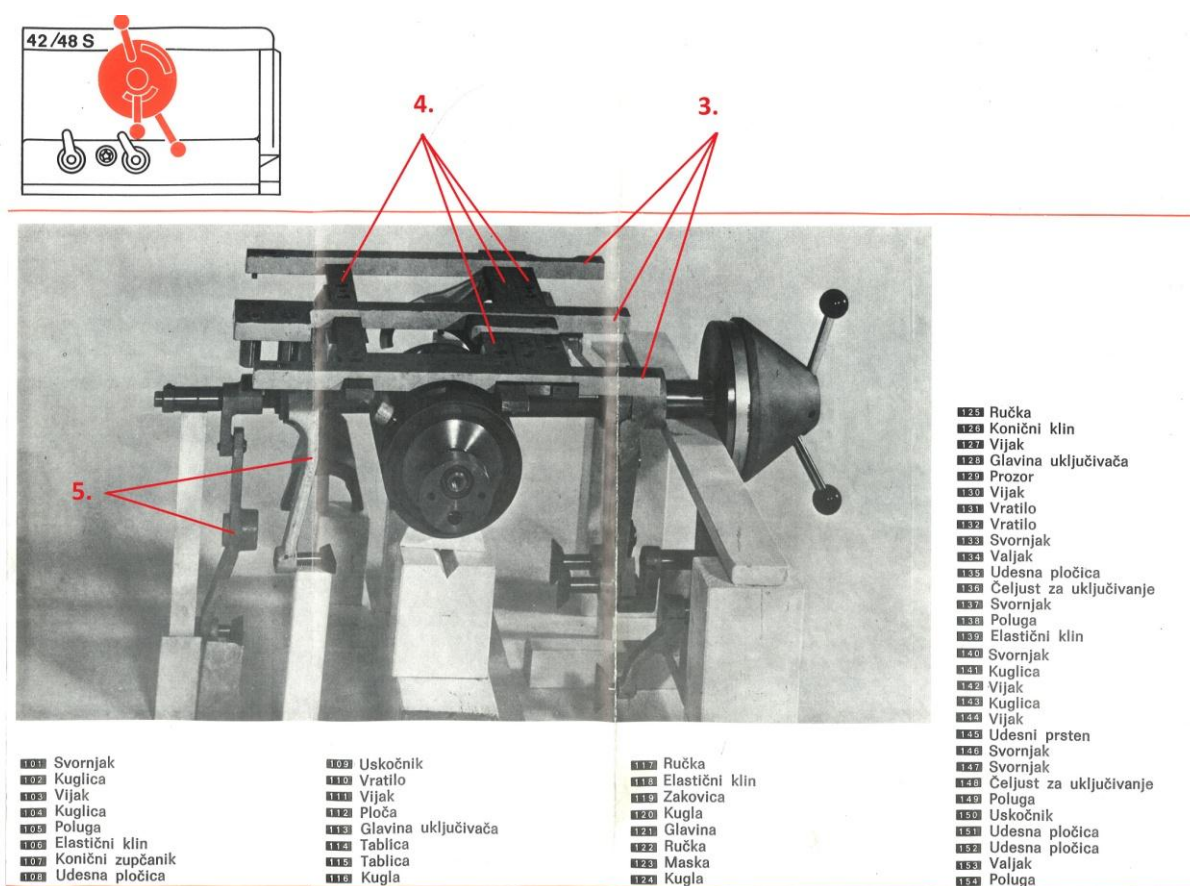 42/48 S
4.
3.
5.
101 Svornjak
102 Kuglica
103 Vijak
104 Kuglica
105 Poluga
106 Elastični klin
107 Konični zupčanik
108 Udesna pločica
109 Uskočnik
110 Vratilo
111 Vijak
112 Ploča
113 Glavina uključivača
114 Tablica
115 Tablica
116 Kugla
117 Ručka
118 Elastični klin
119 Zakovica
120 Kugla
121 Glavina
122 Ručka
123 Maska
124 Kugla
125 Ručka
126 Konični klin
127 Vijak
128 Glavina uključivača
129 Prozor
130 Vijak
131 Vratilo
132 Vratilo
133 Svornjak
134 Valjak
135 Udesna pločica
136 Čeljust za uključivanje
137 Svornjak
138 Poluga
139 Elastični klin
140 Svornjak
141 Kuglica
142 Vijak
143 Kuglica
144 Vijak
145 Udesni prsten
146 Svornjak
147 Svornjak
148 Čeljust za uključivanje
149 Poluga
150 Uskočnik
151 Udesna pločica
152 Udesna pločica
153 Valjak
154 Poluga